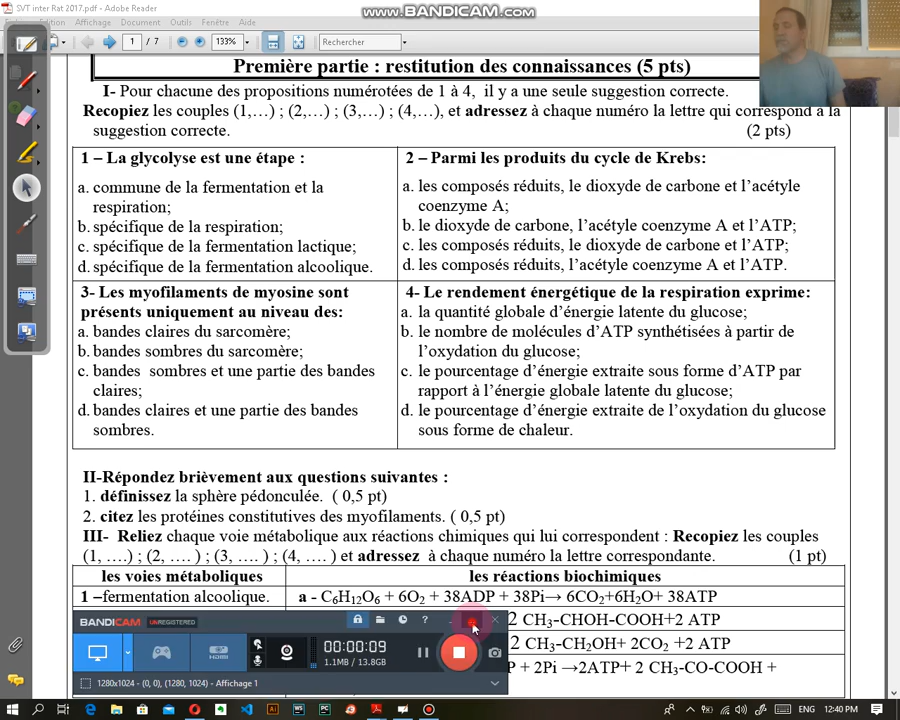 SVT inter Rat 2017.pdf - Adobe Reader
www.BANDICAM.com
Edition Affichage Document Outils Fenêtre Aide
1 / 7 133% Rechercher
Première partie : restitution des connaissances (5 pts)
I- Pour chacune des propositions numérotées de 1 à 4, il y a une seule suggestion correcte.
Recopiez les couples (1,…) ; (2,…) ; (3,…) ; (4,…), et adressez à chaque numéro la lettre qui correspond à la
suggestion correcte. (2 pts)
1 – La glycolyse est une étape :
a. commune de la fermentation et la
respiration;
b. spécifique de la respiration;
c. spécifique de la fermentation lactique;
d. spécifique de la fermentation alcoolique.
2 – Parmi les produits du cycle de Krebs:
a. les composés réduits, le dioxyde de carbone et l’acétyle
coenzyme A;
b. le dioxyde de carbone, l’acétyle coenzyme A et l’ATP;
c. les composés réduits, le dioxyde de carbone et l’ATP;
d. les composés réduits, l’acétyle coenzyme A et l’ATP.
3- Les myofilaments de myosine sont
présents uniquement au niveau des:
a. bandes claires du sarcomère;
b. bandes sombres du sarcomère;
c. bandes sombres et une partie des bandes
claires;
d. bandes claires et une partie des bandes
sombres.
4- Le rendement énergétique de la respiration exprime:
a. la quantité globale d’énergie latente du glucose;
b. le nombre de molécules d’ATP synthétisées à partir de
l’oxydation du glucose;
c. le pourcentage d’énergie extraite sous forme d’ATP par
rapport à l’énergie globale latente du glucose;
d. le pourcentage d’énergie extraite de l’oxydation du glucose
sous forme de chaleur.
II-Répondez brièvement aux questions suivantes :
1. définissez la sphère pédonculée. ( 0,5 pt)
2. citez les protéines constitutives des myofilaments. ( 0,5 pt)
III- Reliez chaque voie métabolique aux réactions chimiques qui lui correspondent : Recopiez les couples
(1, ….) ; (2, …. ) ; (3, …. ) ; (4, …. ) et adressez à chaque numéro la lettre correspondante. (1 pt)
les voies métaboliques les réactions biochimiques
1 –fermentation alcoolique. a - C₆H₁₂O₆ + 6O₂ + 38ADP + 38Pi→ 6CO₂+6H₂O+ 38ATP
2 CH₃-CHOH-COOH+2 ATP
2 CH₃-CH₂OH+ 2CO₂ +2 ATP
P + 2Pi →2ATP+ 2 CH₃-CO-COOH +
BANDICAM UNREGISTERED
00:00:09
1.1MB / 13.8GB
1280x1024 - (0, 0), (1280, 1024) - Affichage 1
12:40 PM